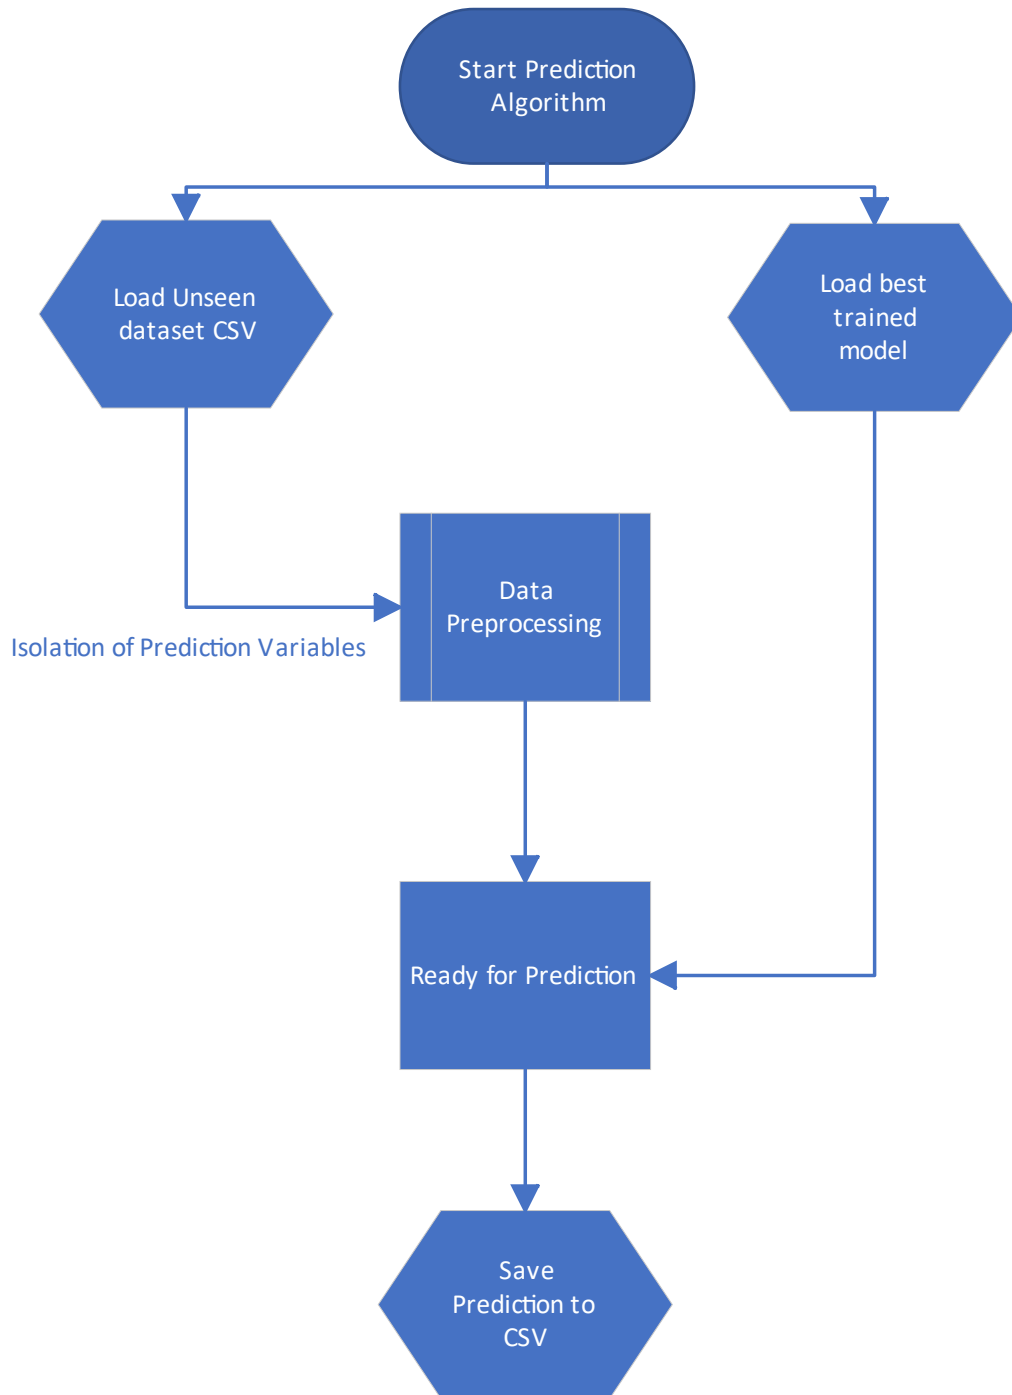 Start Prediction
Algorithm
Load Unseen
dataset CSV
Load best
trained
model
Data
Preprocessing
Isolation of Prediction Variables
Ready for Prediction
Save
Prediction to
CSV